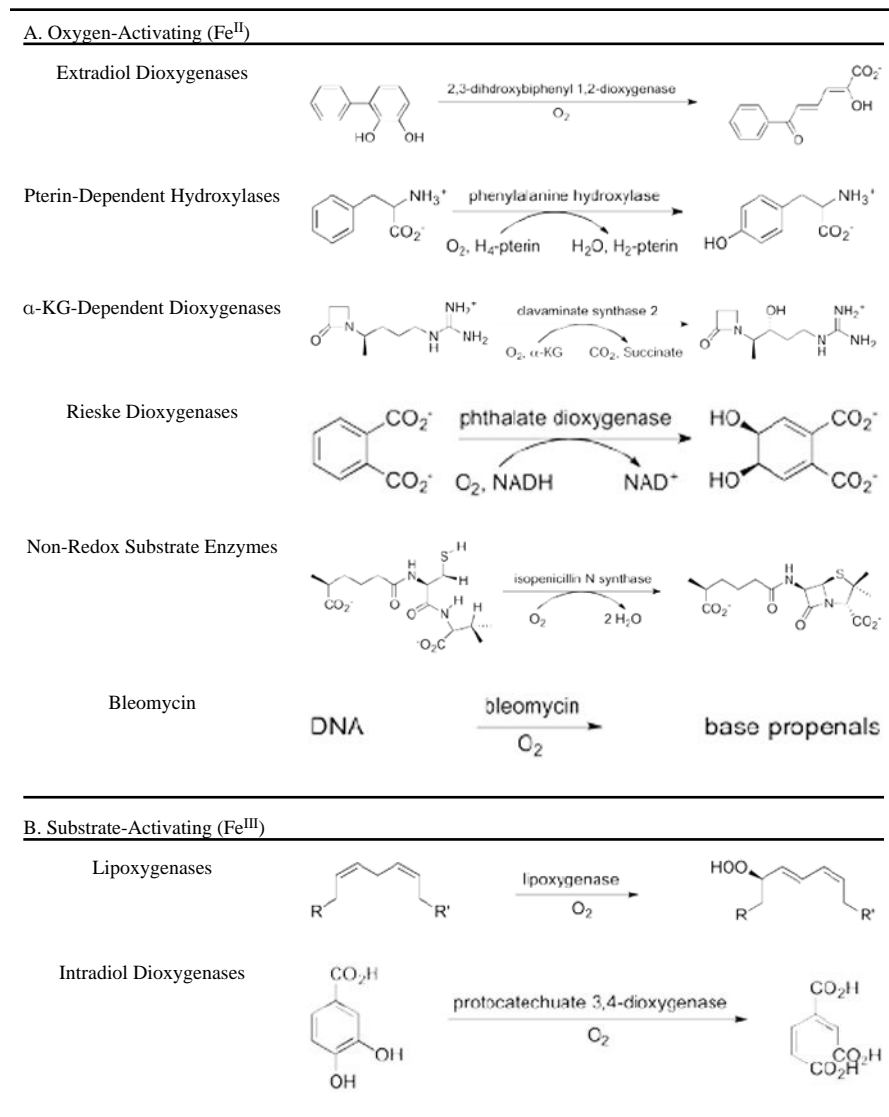 A. Oxygen-Activating (Fe^II)
Extradiol Dioxygenases
2,3-dihdroxybiphenyl 1,2-dioxygenase
O₂
HO OH
CO₂⁻
OH
O
Pterin-Dependent Hydroxylases
NH₃⁺
CO₂⁻
phenylalanine hydroxylase
O₂, H₄-pterin H₂O, H₂-pterin
HO
NH₃⁺
CO₂⁻
α-KG-Dependent Dioxygenases
O N
N H
NH₂⁺
NH₂
clavaminate synthase 2
O₂, α-KG CO₂, Succinate
OH
O N
N H
NH₂⁺
NH₂
Rieske Dioxygenases
CO₂⁻
CO₂⁻
phthalate dioxygenase
O₂, NADH NAD⁺
HO
HO
CO₂⁻
CO₂⁻
Non-Redox Substrate Enzymes
CO₂⁻
O
H N
S H
H
O
N H
H
⁻O₂C
isopenicillin N synthase
O₂ 2 H₂O
CO₂⁻
O
H N
S
O
N
CO₂⁻
Bleomycin
DNA
bleomycin
O₂
base propenals
B. Substrate-Activating (Fe^III)
Lipoxygenases
R R'
lipoxygenase
O₂
HOO
R R'
Intradiol Dioxygenases
CO₂H
OH
OH
protocatechuate 3,4-dioxygenase
O₂
CO₂H
CO₂H
CO₂H